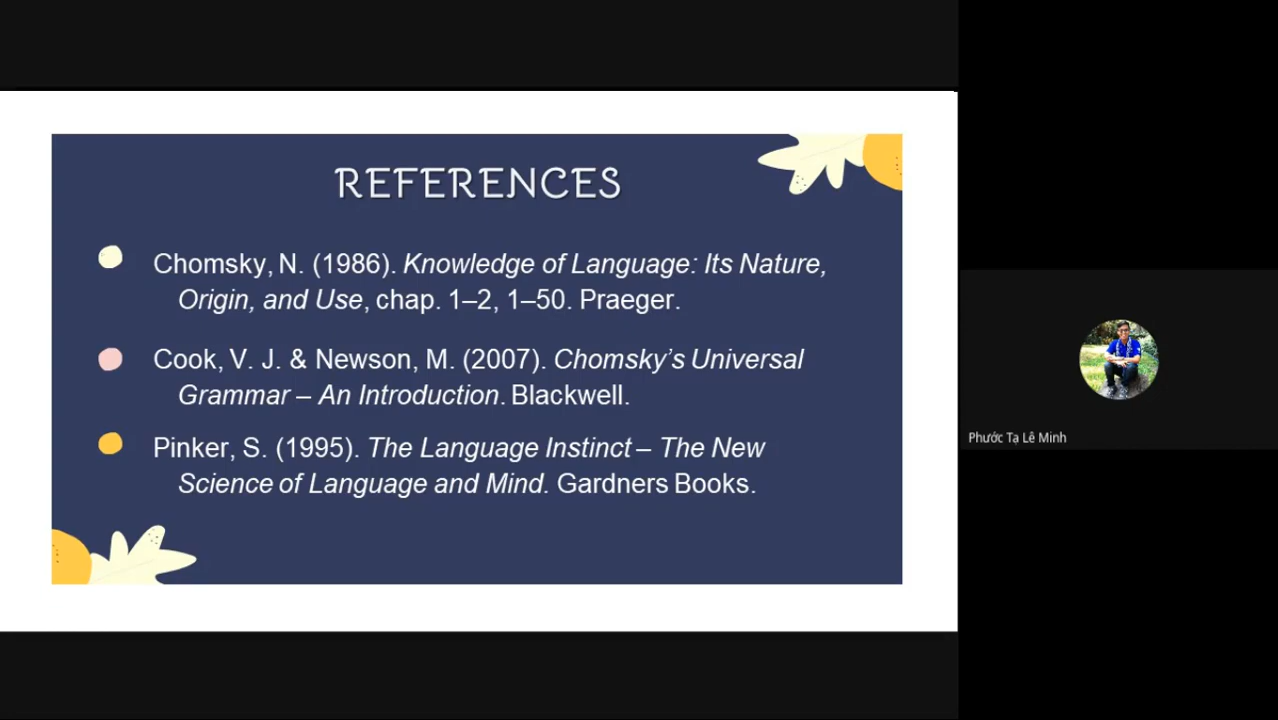 REFERENCES
Chomsky, N. (1986). Knowledge of Language: Its Nature,
Origin, and Use, chap. 1–2, 1–50. Praeger.
Cook, V. J. & Newson, M. (2007). Chomsky’s Universal
Grammar – An Introduction. Blackwell.
Pinker, S. (1995). The Language Instinct – The New
Science of Language and Mind. Gardners Books.
Phước Tạ Lê Minh